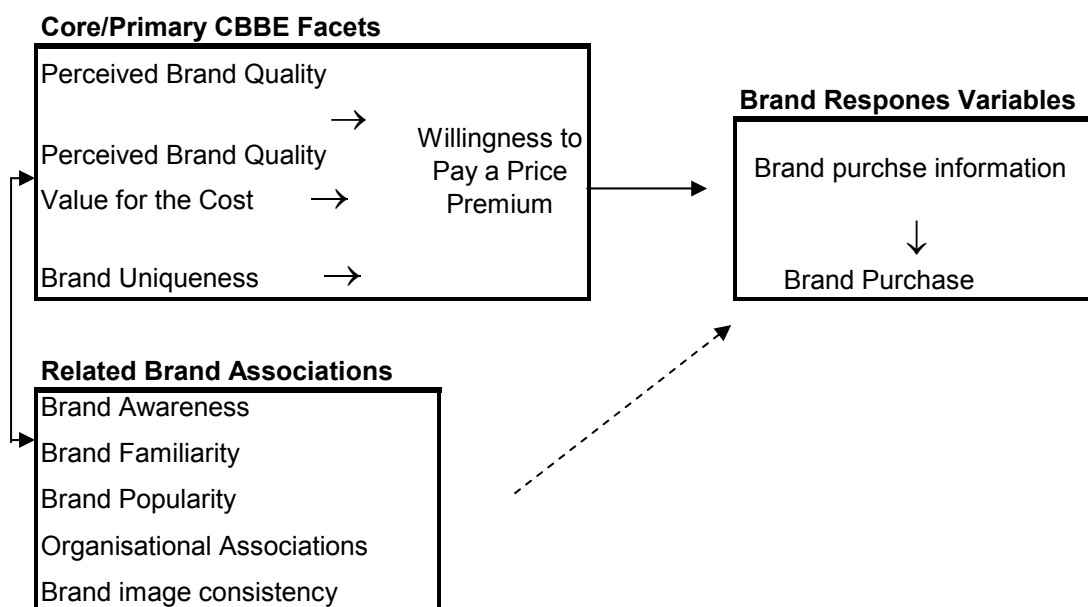 Core/Primary CBBE Facets
Perceived Brand Quality
Perceived Brand Quality
Value for the Cost
Brand Uniqueness
Willingness to
Pay a Price
Premium
Brand Respones Variables
Brand purchse information
Brand Purchase
Related Brand Associations
Brand Awareness
Brand Familiarity
Brand Popularity
Organisational Associations
Brand image consistency